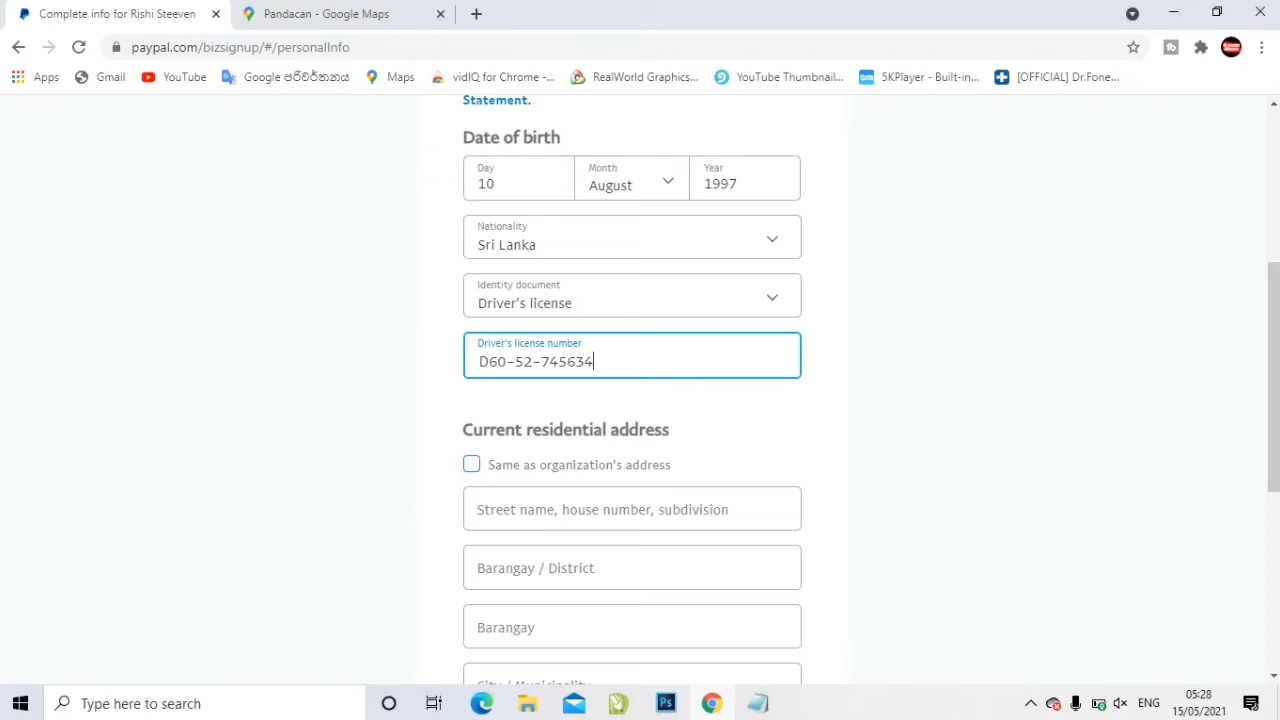 Complete info for Rishi Steeven
Pandacan - Google Maps
paypal.com/bizsignup/#/personalInfo
Apps
Gmail
YouTube
Google පරිවර්තනය
Maps
vidIQ for Chrome -...
RealWorld Graphics...
YouTube Thumbnail...
5KPlayer - Built-in...
[OFFICIAL] Dr.Fone...
Statement.
Date of birth
Day
Month
Year
10
August
1997
Nationality
Sri Lanka
Identity document
Driver's license
Driver's license number
D60-52-745634
Current residential address
Same as organization's address
Street name, house number, subdivision
Barangay / District
Barangay
City / Municipality
Type here to search
Ps
ENG
05:28
15/05/2021